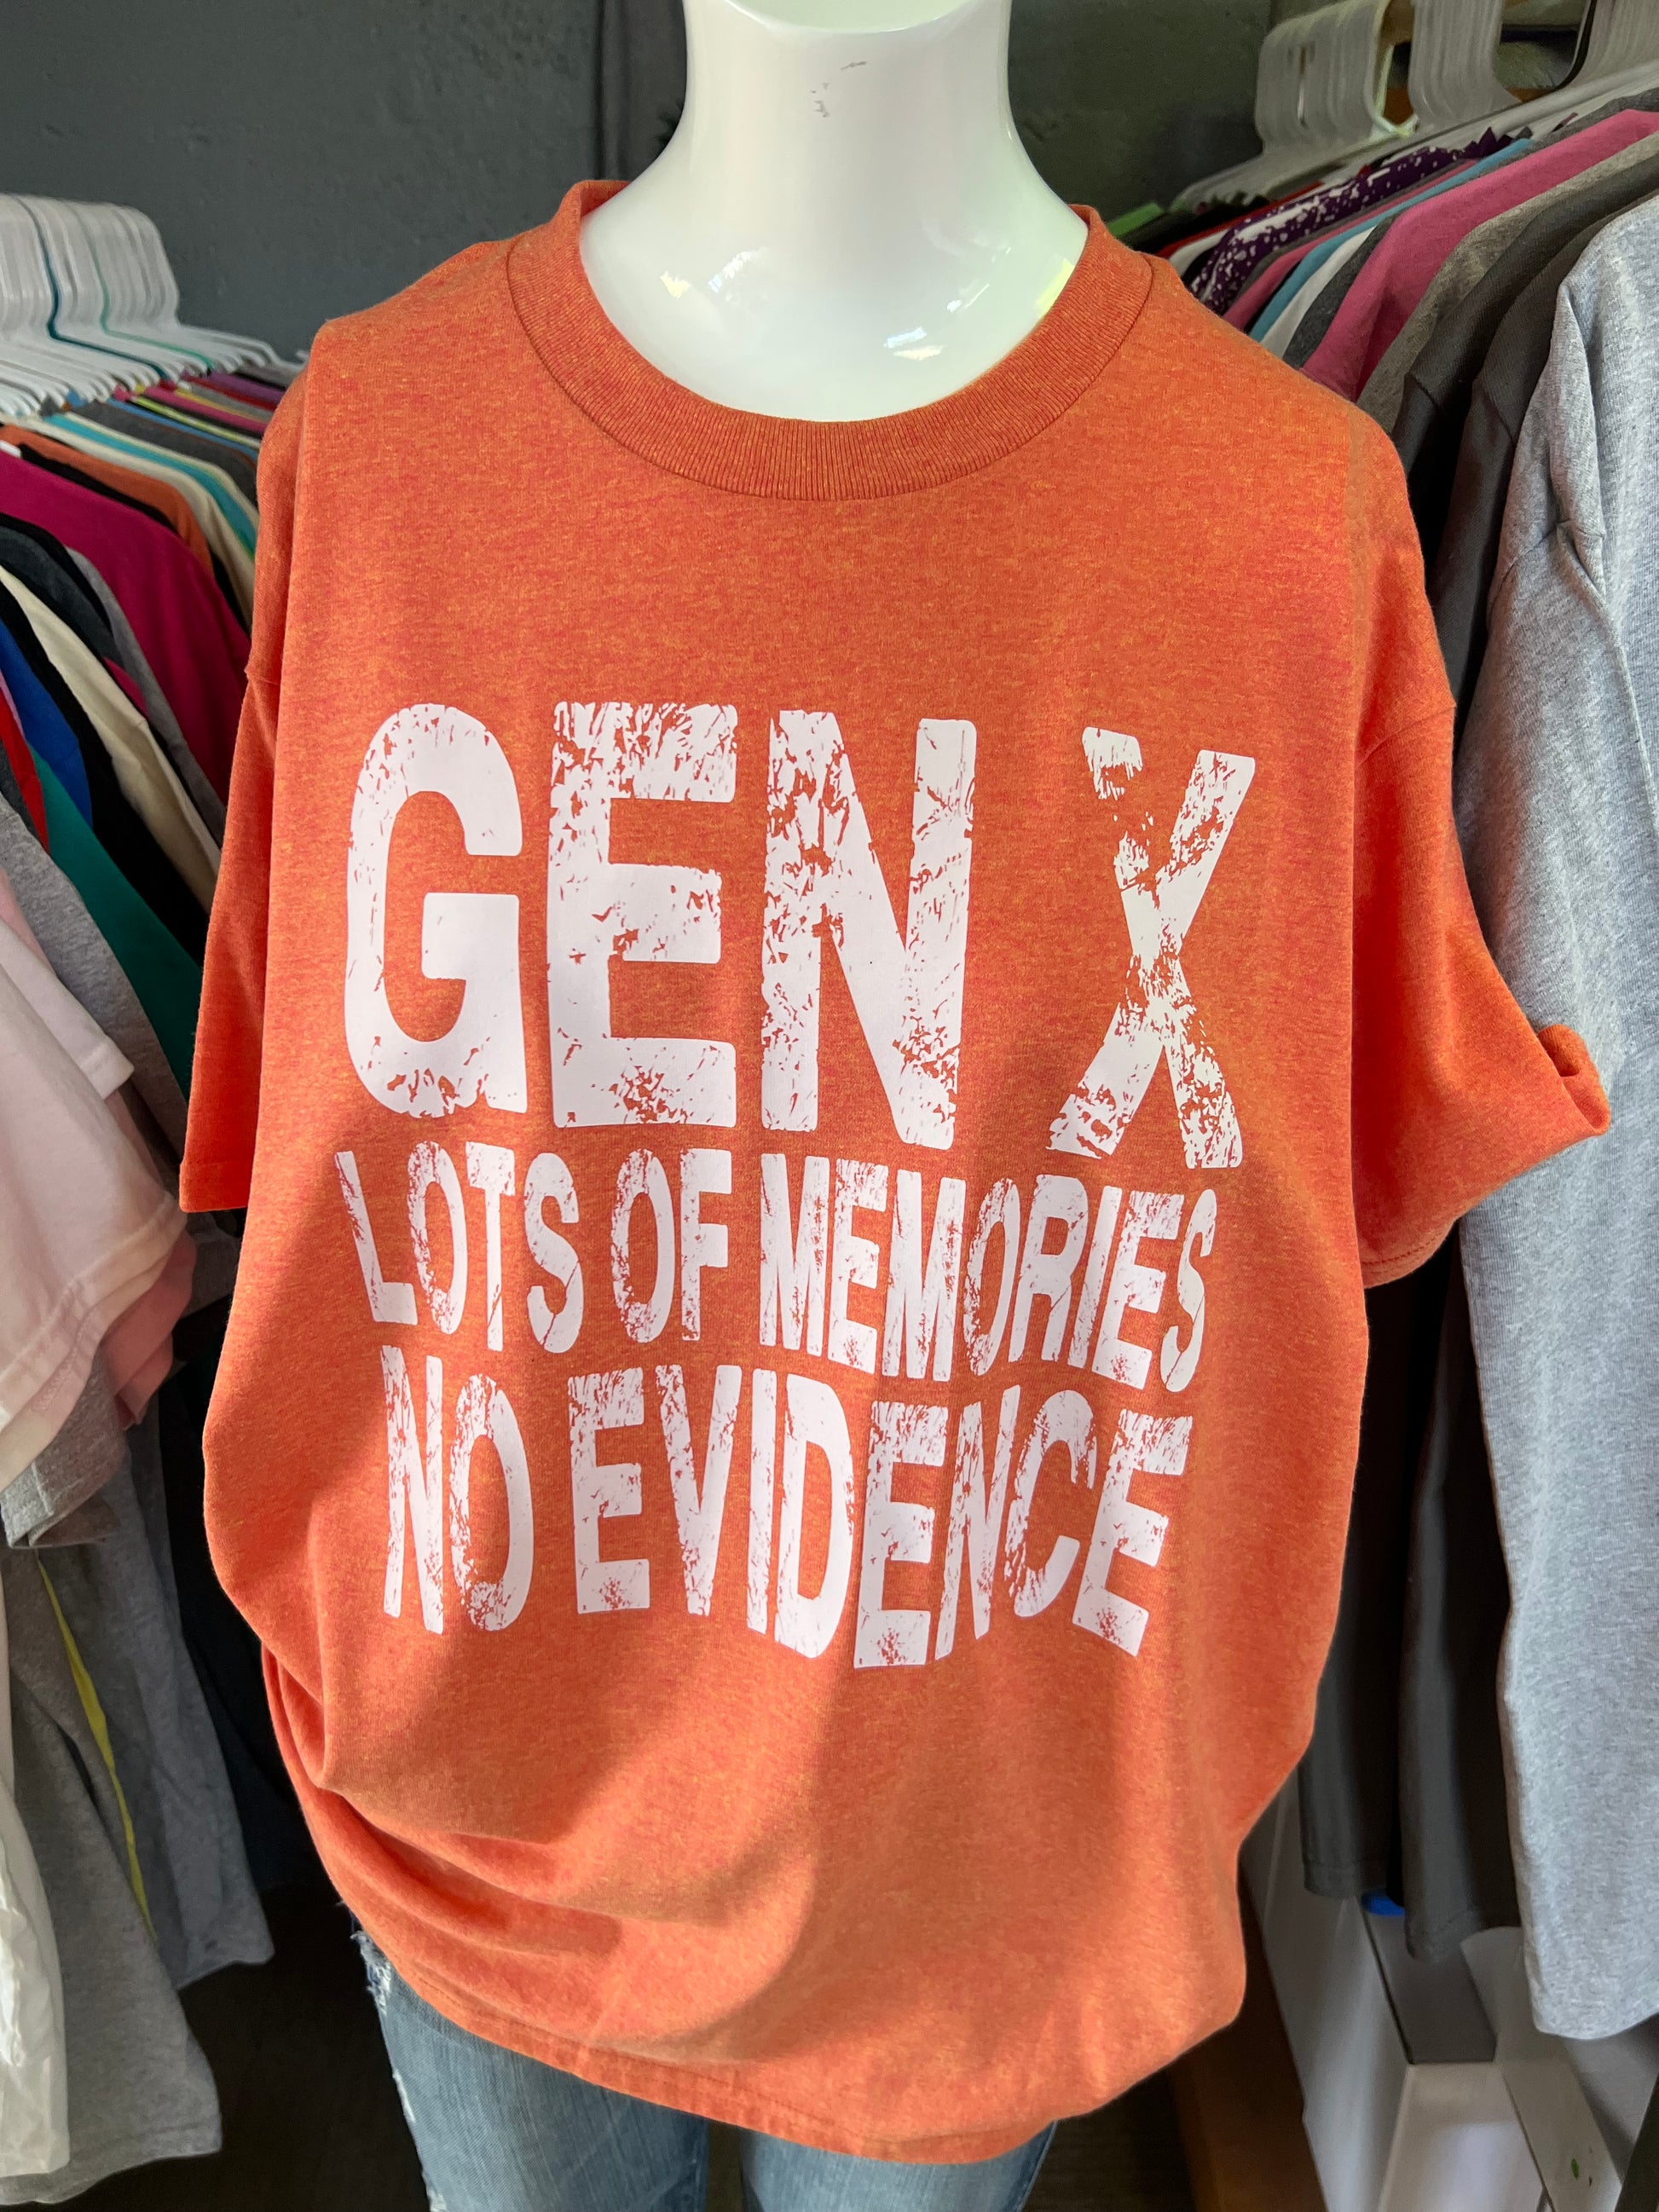 GEN X
LOTS OF MEMORIES
NO EVIDENCE